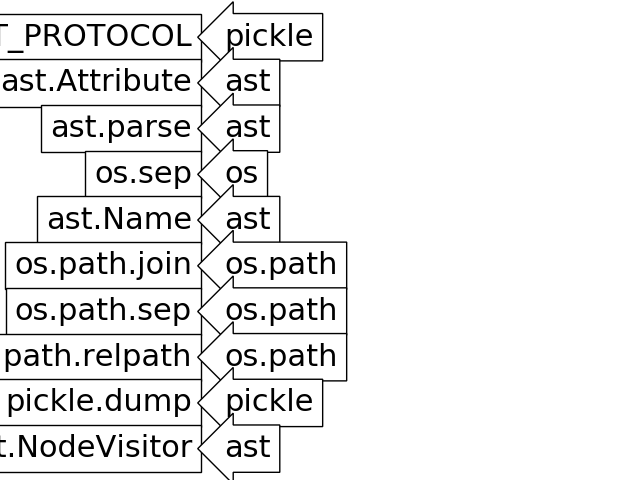 T_PROTOCOL pickle
ast.Attribute ast
ast.parse ast
os.sep os
ast.Name ast
os.path.join os.path
os.path.sep os.path
path.relpath os.path
pickle.dump pickle
t.NodeVisitor ast